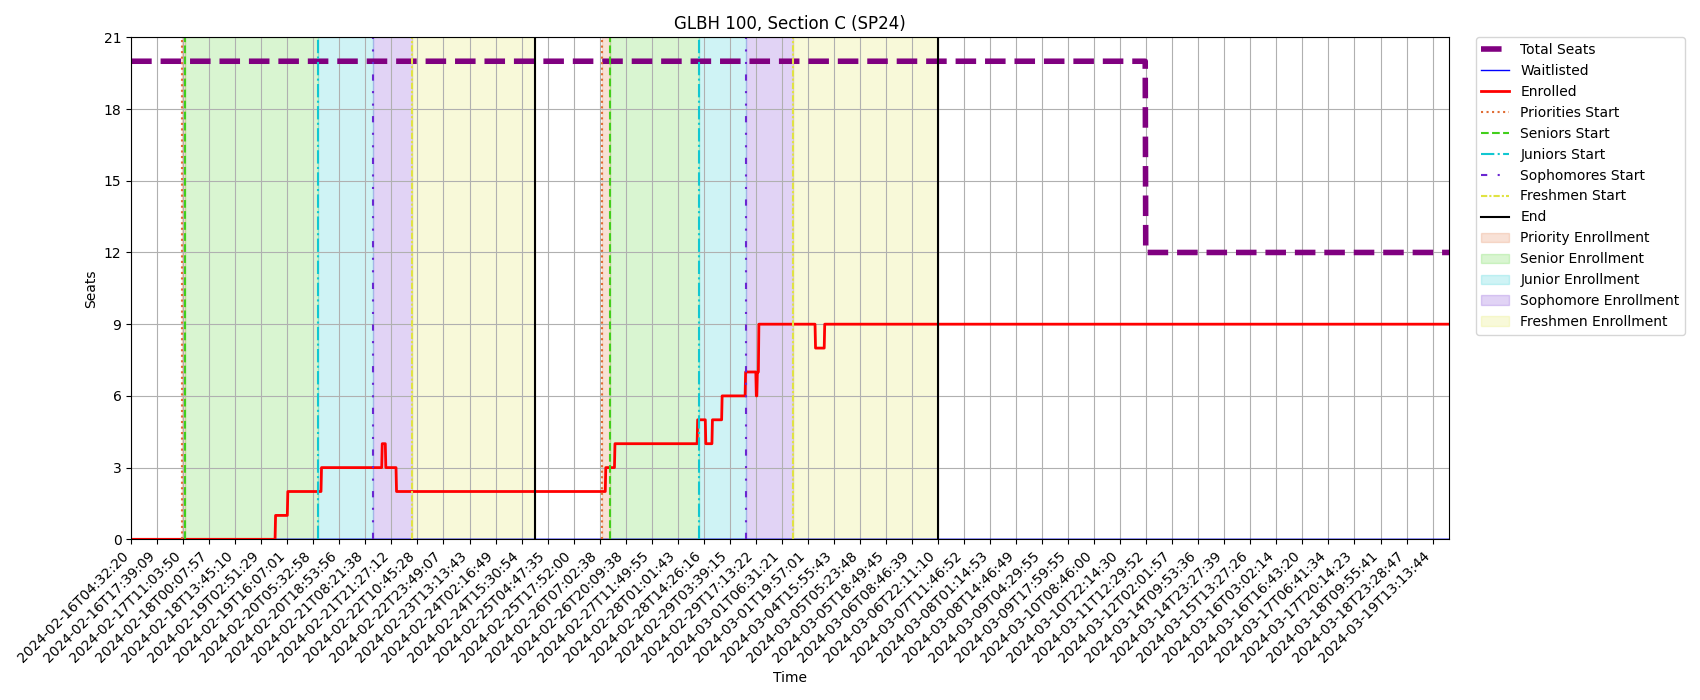 GLBH 100, Section C (SP24)
21
18
15
12
9
6
3
0
Seats
2024-02-16T04:32:20
2024-02-16T17:39:09
2024-02-17T11:03:50
2024-02-18T00:07:57
2024-02-18T13:45:10
2024-02-19T02:51:29
2024-02-19T16:07:01
2024-02-20T05:32:58
2024-02-20T18:53:56
2024-02-21T08:21:38
2024-02-21T21:27:12
2024-02-22T10:45:28
2024-02-22T23:49:07
2024-02-23T13:13:43
2024-02-24T02:16:49
2024-02-24T15:30:54
2024-02-25T04:47:35
2024-02-25T17:52:00
2024-02-26T07:02:38
2024-02-26T20:09:38
2024-02-27T11:49:55
2024-02-28T01:01:43
2024-02-28T14:26:16
2024-02-29T03:39:15
2024-02-29T17:13:22
2024-03-01T06:31:21
2024-03-01T19:57:01
2024-03-04T15:55:43
2024-03-05T05:23:48
2024-03-05T18:49:45
2024-03-06T08:46:39
2024-03-06T22:11:10
2024-03-07T11:46:52
2024-03-08T01:14:53
2024-03-08T14:46:49
2024-03-09T04:29:55
2024-03-09T17:59:55
2024-03-10T08:46:00
2024-03-10T22:14:30
2024-03-11T12:29:52
2024-03-12T02:01:57
2024-03-14T09:53:36
2024-03-14T23:27:39
2024-03-15T13:27:26
2024-03-16T03:02:14
2024-03-16T16:43:20
2024-03-17T06:41:34
2024-03-17T20:14:23
2024-03-18T09:55:41
2024-03-18T23:28:47
2024-03-19T13:13:44
Time
Total Seats
Waitlisted
Enrolled
Priorities Start
Seniors Start
Juniors Start
Sophomores Start
Freshmen Start
End
Priority Enrollment
Senior Enrollment
Junior Enrollment
Sophomore Enrollment
Freshmen Enrollment